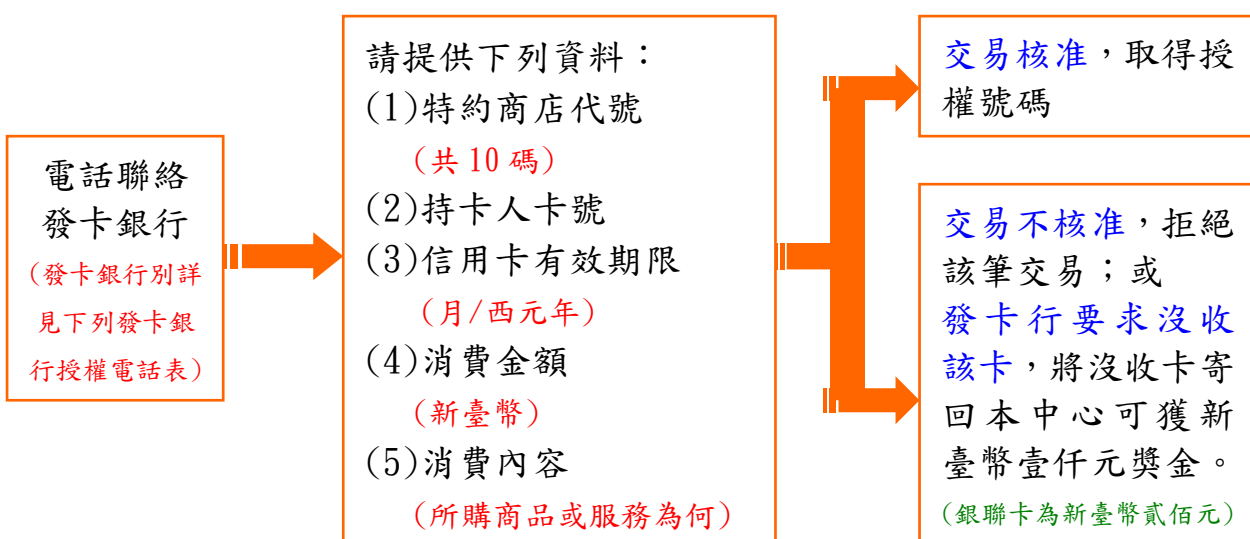 電話聯絡
發卡銀行
(發卡銀行別詳
見下列發卡銀
行授權電話表)
請提供下列資料：
(1)特約商店代號
(共10碼)
(2)持卡人卡號
(3)信用卡有效期限
(月/西元年)
(4)消費金額
(新臺幣)
(5)消費內容
(所購商品或服務為何)
交易核准，取得授
權號碼
交易不核准，拒絕
該筆交易；或
發卡行要求沒收
該卡，將沒收卡寄
回本中心可獲新
臺幣壹仟元獎金。
(銀聯卡為新臺幣貳佰元)